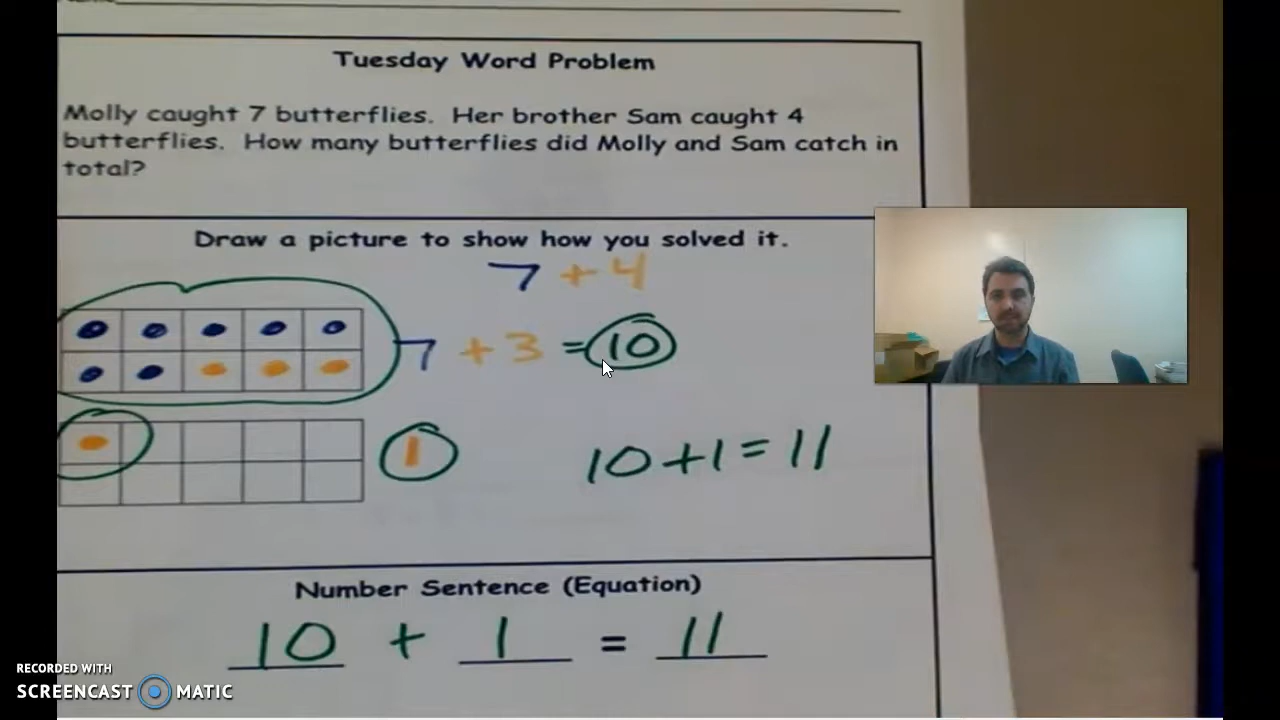 Tuesday Word Problem
Molly caught 7 butterflies. Her brother Sam caught 4
butterflies. How many butterflies did Molly and Sam catch in
total?
Draw a picture to show how you solved it.
7 + 4
7 + 3 = 10
1
10 + 1 = 11
Number Sentence (Equation)
10 + 1 = 11
RECORDED WITH
SCREENCAST MATIC